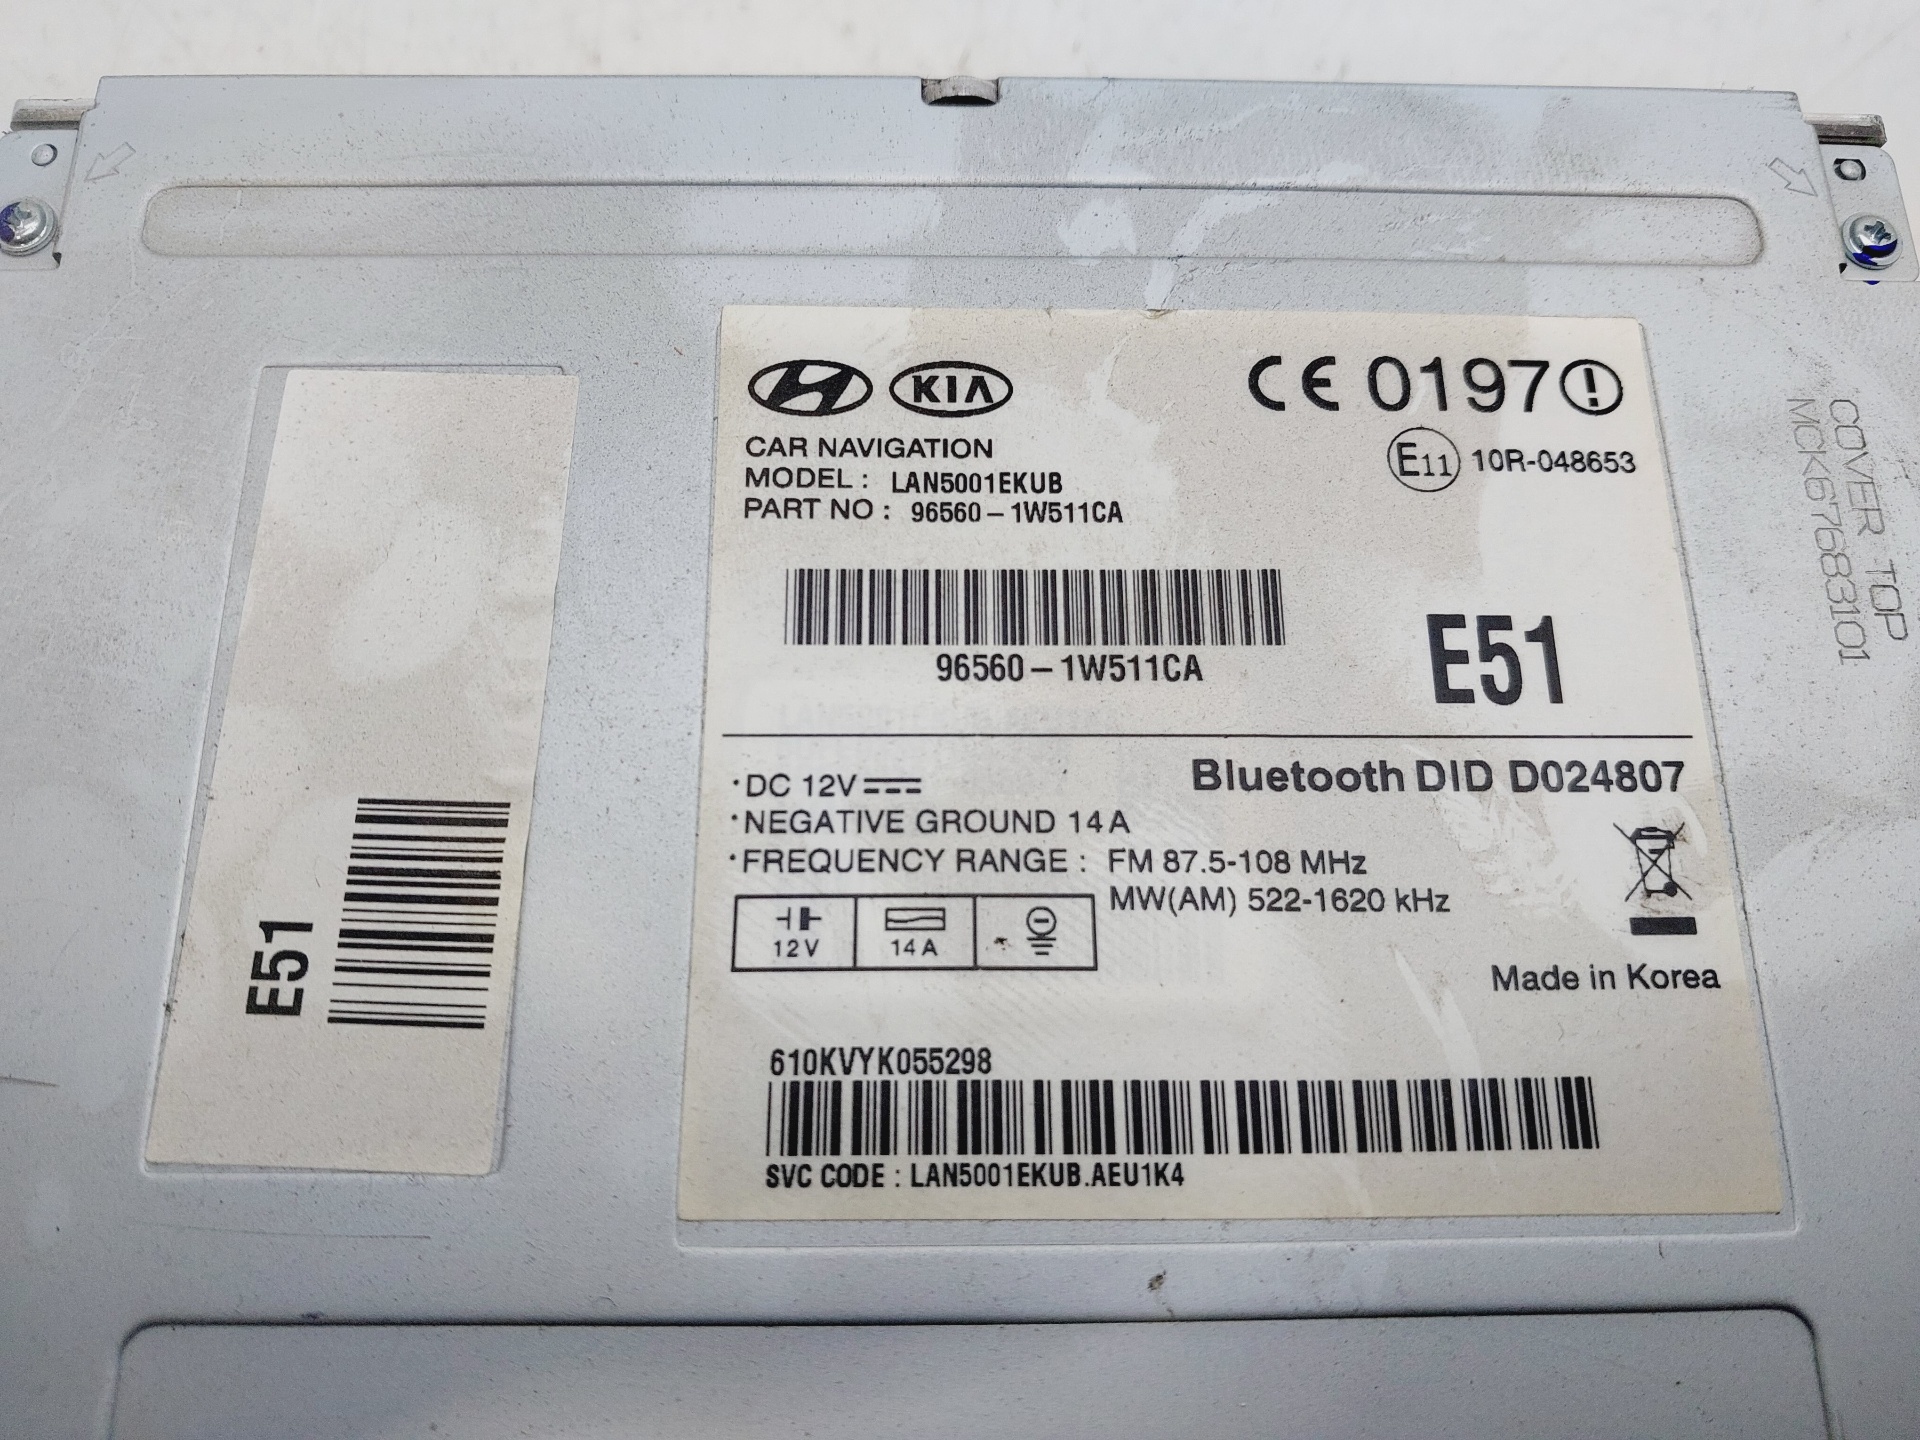 KIA
CE 0197
CAR NAVIGATION
MODEL : LAN5001EKUB
PART NO : 96560-1W511CA
E11 10R-048653
96560-1W511CA
E51
·DC 12V
Bluetooth DID D024807
·NEGATIVE GROUND 14A
·FREQUENCY RANGE : FM 87.5-108 MHz
MW(AM) 522-1620 kHz
12V
14A
Made in Korea
610KVYK055298
SVC CODE : LAN5001EKUB.AEU1K4
E51
COVER TOP
MCK67683101